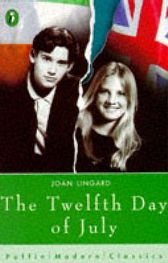 JOAN LINGARD
The Twelfth Day
of July
Puffin Modern Classics